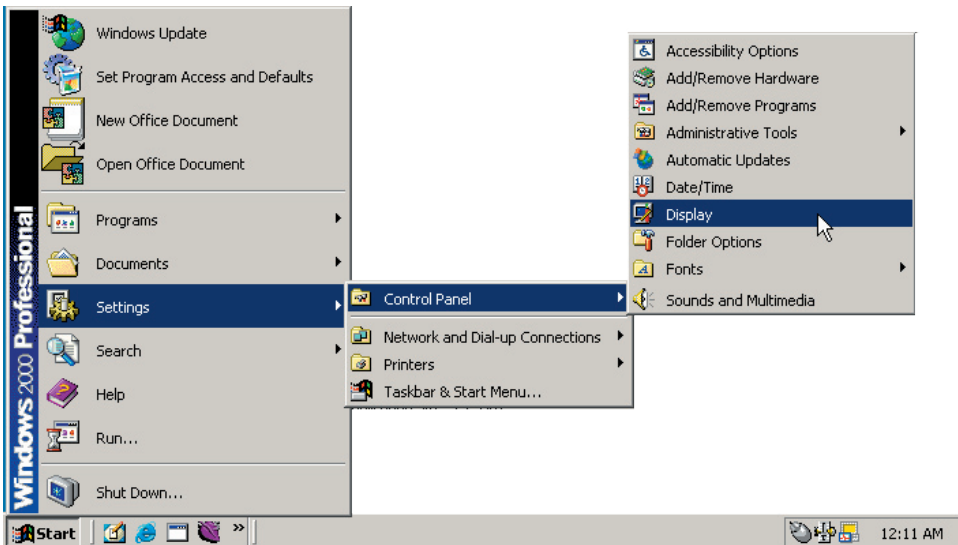 Windows 2000 Professional
Windows Update
Set Program Access and Defaults
New Office Document
Open Office Document
Programs
Documents
Settings
Search
Help
Run...
Shut Down...
Control Panel
Network and Dial-up Connections
Printers
Taskbar & Start Menu...
Accessibility Options
Add/Remove Hardware
Add/Remove Programs
Administrative Tools
Automatic Updates
Date/Time
Display
Folder Options
Fonts
Sounds and Multimedia
Start
»
12:11 AM